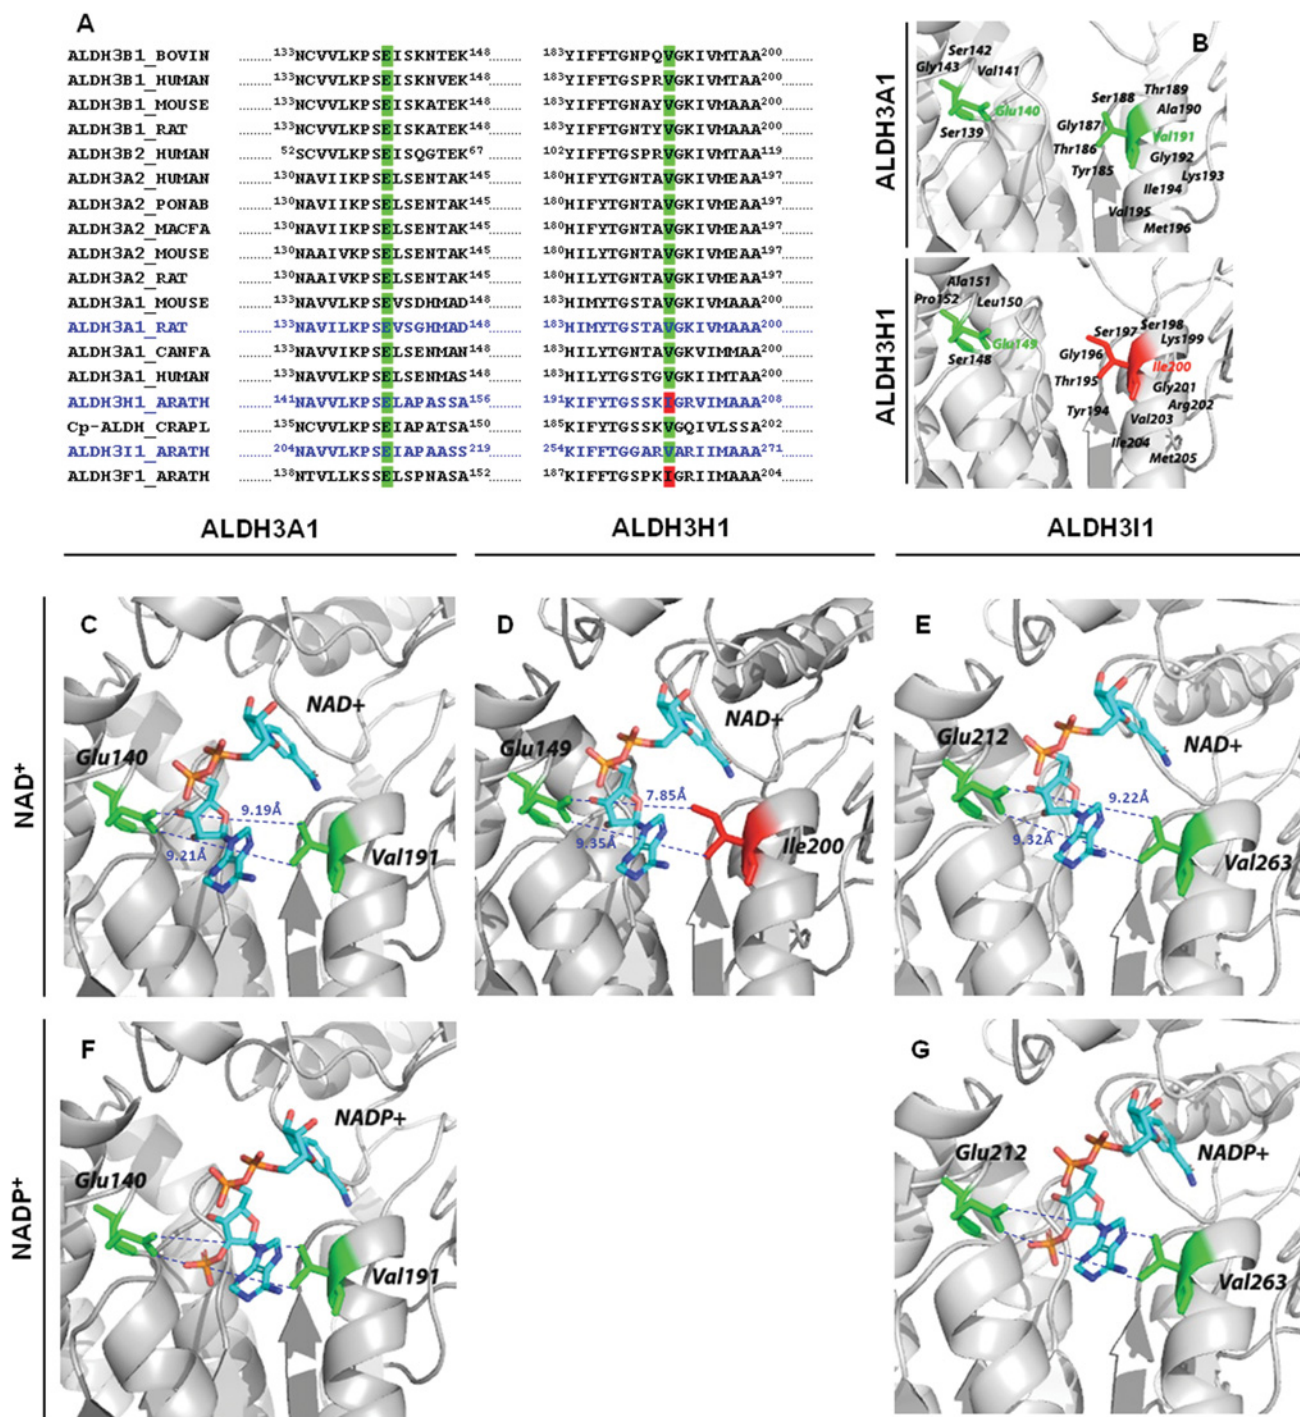 A
ALDH3B1_BOVIN ......... 133NCVVLKPSEISKNTEK148 ......... 183YIFFTGNPQVGKIVMTAA200 .........
ALDH3B1_HUMAN ......... 133NCVVLKPSEISKNVEK148 ......... 183YIFFTGSPRVGKIVMTAA200 .........
ALDH3B1_MOUSE ......... 133NCVVLKPSEISKATEK148 ......... 183YIFFTGNAYVGKIVMTAA200 .........
ALDH3B1_RAT ......... 133NCVVLKPSEISKATEK148 ......... 183YIFFTGNTYVGKIVMTAA200 .........
ALDH3B2_HUMAN ......... 52SCVVLKPSEISQGTEK67 ......... 102YIFFTGSPRVGKIVMTAA119 .........
ALDH3A2_HUMAN ......... 130NAVIIKPSELSENTAK145 ......... 180HIFYTGNTAVGKIVMEAA197 .........
ALDH3A2_PONAB ......... 130NAVIIKPSELSENTAK145 ......... 180HIFYTGNTAVGKIVMEAA197 .........
ALDH3A2_MACFA ......... 130NAVIIKPSELSENTAK145 ......... 180HIFYTGNTAVGKIVMEAA197 .........
ALDH3A2_MOUSE ......... 130NAAIVKPSELSENTAK145 ......... 180HILYTGNTAVGKIVMEAA197 .........
ALDH3A2_RAT ......... 130NAAIVKPSELSENTAK145 ......... 180HILYTGNTAVGKIVMEAA197 .........
ALDH3A1_MOUSE ......... 133NAVVLKPSEVSDHMAD148 ......... 183HIMYTGSTAVGKIVMAAA200 .........
ALDH3A1_RAT ......... 133NAVILKPSEVSGHMAD148 ......... 183HIMYTGSTAVGKIVMAAA200 .........
ALDH3A1_CANFA ......... 133NAVVIKPSELSENMAN148 ......... 183HILYTGSTAVGKVIMMAA200 .........
ALDH3A1_HUMAN ......... 133NAVVLKPSELSENMAS148 ......... 183HILYTGSTGVGKIIMTAA200 .........
ALDH3H1_ARATH ......... 141NAVVLKPSELAPASSA156 ......... 191KIFYTGSSKIGRVIMAAA208 .........
Cp-ALDH_CRAPL ......... 135NCVVLKPSEIAPATSA150 ......... 185KIFYTGSSKVGQIVLSSA202 .........
ALDH3I1_ARATH ......... 204NAVVLKPSEIAPAASS219 ......... 254KIFFTGGARVARIIMAAA271 .........
ALDH3F1_ARATH ......... 138NTVLLKSSELSPNASA152 ......... 187KIFFTGSPKIGRIIMAAA204 .........
B
ALDH3A1
Ser142
Gly143
Val141
Glu140
Ser139
Thr189
Ser188
Ala190
Gly187
Val191
Thr186
Gly192
Tyr185
Lys193
Ile194
Val195
Met196
ALDH3H1
Ala151
Pro152
Leu150
Glu149
Ser148
Ser197
Ser198
Lys199
Gly196
Ile200
Thr195
Gly201
Arg202
Tyr194
Val203
Ile204
Met205
ALDH3A1
ALDH3H1
ALDH3I1
NAD+
C
NAD+
Glu140
9.19Å
9.21Å
Val191
D
NAD+
Glu149
7.85Å
9.35Å
Ile200
E
Glu212
NAD+
9.22Å
9.32Å
Val263
NADP+
F
NADP+
Glu140
Val191
G
Glu212
NADP+
Val263